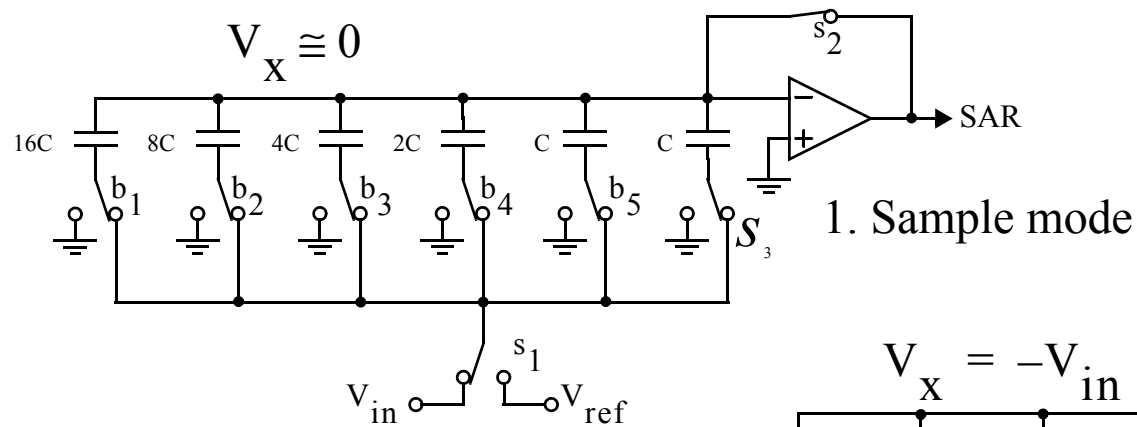 V_x ≅ 0
s_2
16C 8C 4C 2C C C
− +
SAR
b_1 b_2 b_3 b_4 b_5 S_3
1. Sample mode
s_1
V_in V_ref
V_x = −V_in